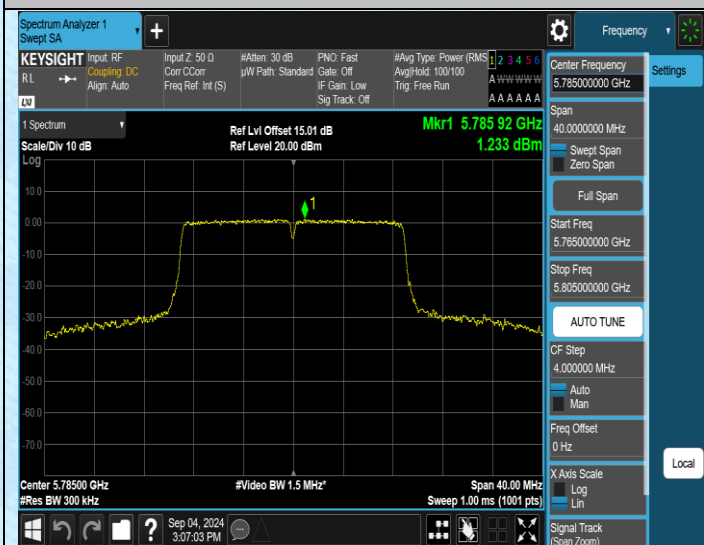 Spectrum Analyzer 1
Swept SA
+
Frequency
KEYSIGHT
RL
LXI
Input: RF
Coupling: DC
Align: Auto
Input Z: 50 Ω
Corr CCorr
Freq Ref: Int (S)
#Atten: 30 dB
µW Path: Standard
PNO: Fast
Gate: Off
IF Gain: Low
Sig Track: Off
#Avg Type: Power (RMS
Avg|Hold: 100/100
Trig: Free Run
1 2 3 4 5 6
A W W W W W
A A A A A A
1 Spectrum
Scale/Div 10 dB
Log
Ref Lvl Offset 15.01 dB
Ref Level 20.00 dBm
Mkr1 5.785 92 GHz
1.233 dBm
10.0
0.00
-10.0
-20.0
-30.0
-40.0
-50.0
-60.0
-70.0
1
Center 5.78500 GHz
#Res BW 300 kHz
#Video BW 1.5 MHz*
Span 40.00 MHz
Sweep 1.00 ms (1001 pts)
Sep 04, 2024
3:07:03 PM
?
Center Frequency
5.785000000 GHz
Settings
Span
40.0000000 MHz
Swept Span
Zero Span
Full Span
Start Freq
5.765000000 GHz
Stop Freq
5.805000000 GHz
AUTO TUNE
CF Step
4.000000 MHz
Auto
Man
Freq Offset
0 Hz
X Axis Scale
Log
Lin
Local
Signal Track
(Span Zoom)